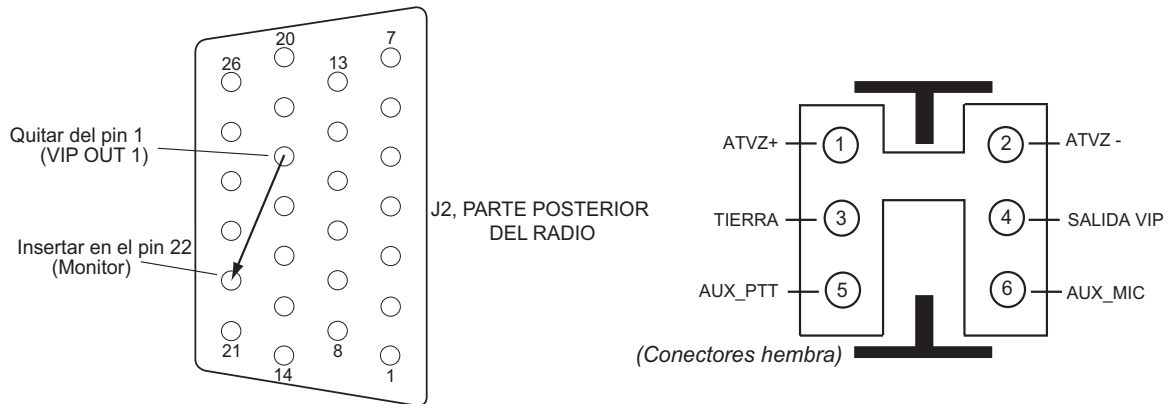 20
7
26
13
Quitar del pin 1
(VIP OUT 1)
J2, PARTE POSTERIOR
DEL RADIO
Insertar en el pin 22
(Monitor)
21
8
14
1
ATVZ+
1
2
ATVZ -
TIERRA
3
4
SALIDA VIP
AUX_PTT
5
6
AUX_MIC
(Conectores hembra)